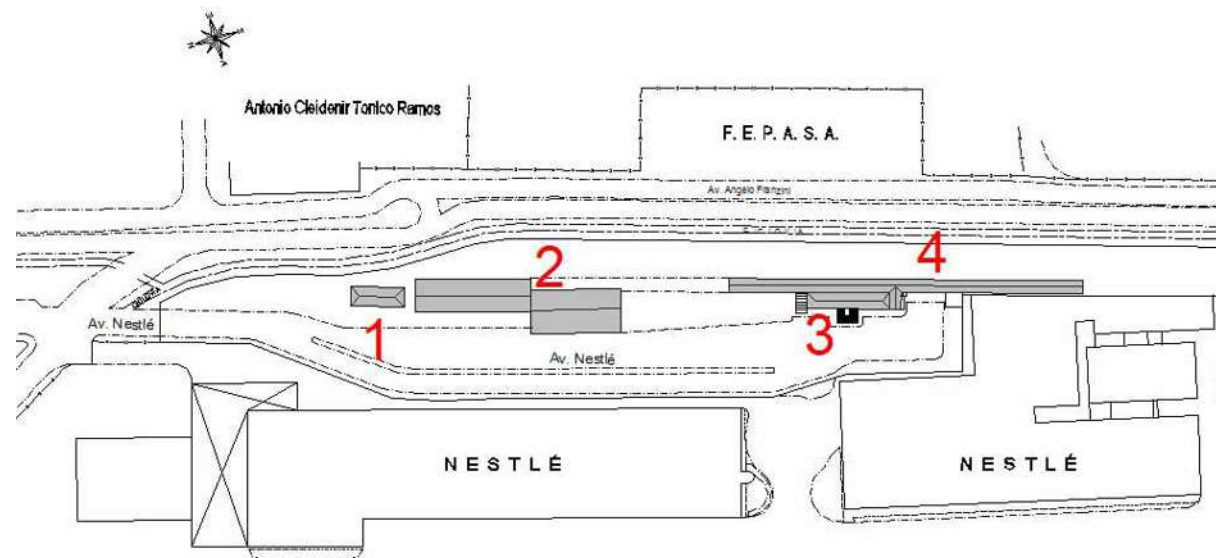 Antonio Cleidenir Tonico Ramos
F. E. P. A. S. A.
Av. Angelo Franzini
2
4
Av. Nestlé
1
3
Av. Nestlé
NESTLÉ
NESTLÉ